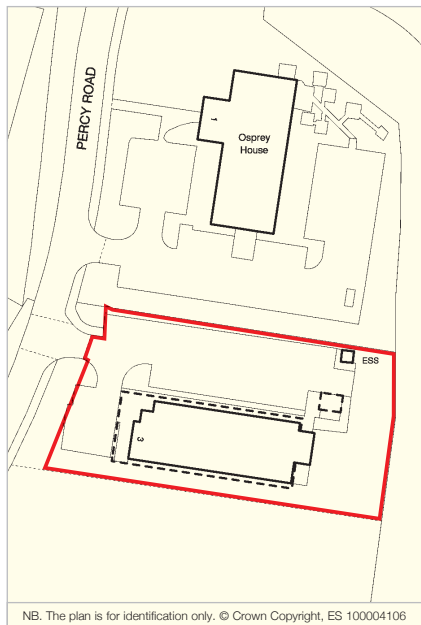 PERCY ROAD
1
Osprey
House
ESS
3
NB. The plan is for identification only. © Crown Copyright, ES 100004106